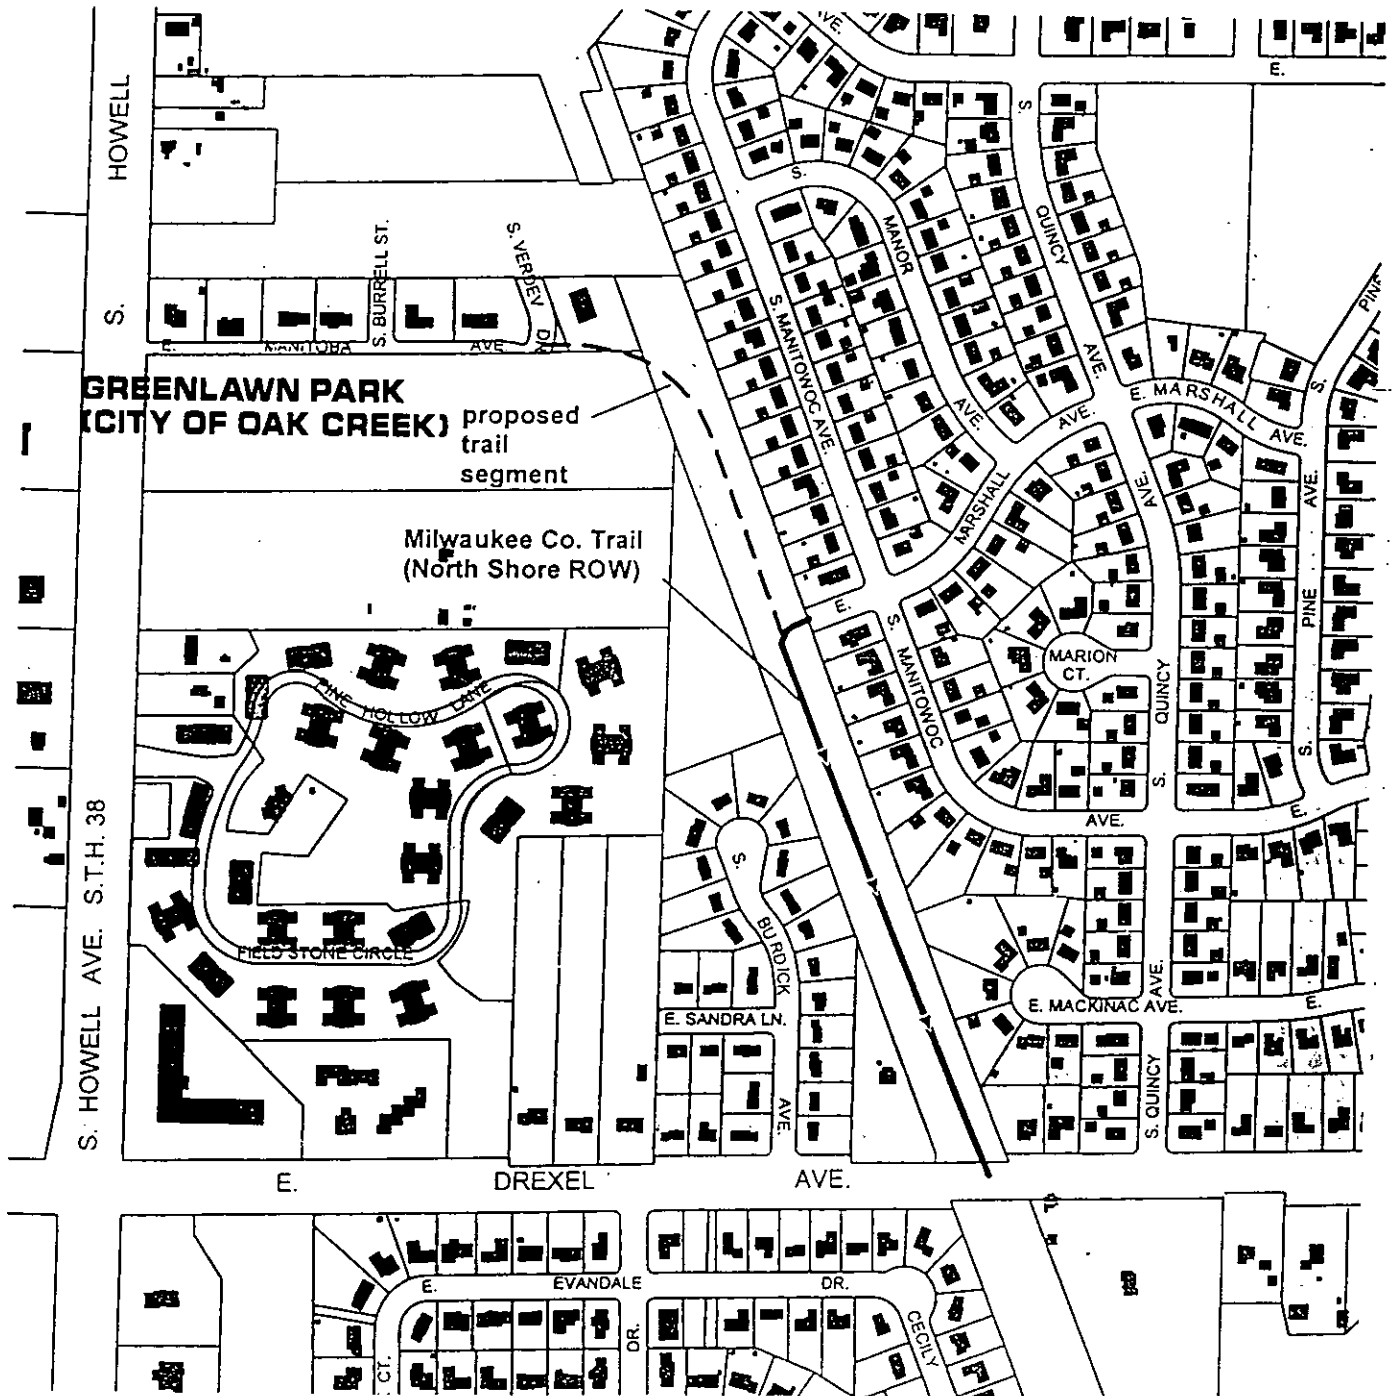 AVE.
E.
HOWELL
S.
S.
S.
QUINCY
AVE.
MANOR
AVE.
S. VERDEV
DR.
S. BURRELL ST.
S. MANITOWOC AVE.
E.
MANITOBA
AVE.
PINE
S.
GREENLAWN PARK
(CITY OF OAK CREEK)
proposed
trail
segment
E. MARSHALL
AVE.
AVE.
MARSHALL
AVE.
AVE.
PINE
S.
Milwaukee Co. Trail
(North Shore ROW)
E.
S.
MANITOWOC
MARION
CT.
QUINCY
S.
PINE HOLLOW LANE
AVE.
E.
S. HOWELL AVE. S.T.H. 38
S.
BURDICK
FIELD STONE CIRCLE
AVE.
E. SANDRA LN.
E. MACKINAC AVE.
E.
AVE.
S. QUINCY
E.
DREXEL
AVE.
E.
EVANDALE
DR.
CT.
DR.
CECILY